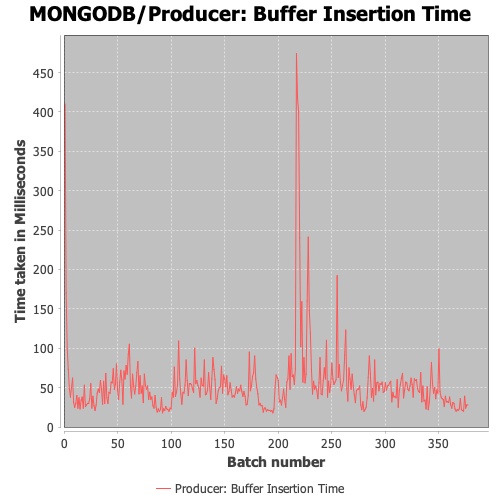 MONGODB/Producer: Buffer Insertion Time
Time taken in Milliseconds
450
400
350
300
250
200
150
100
50
0
0 50 100 150 200 250 300 350
Batch number
Producer: Buffer Insertion Time